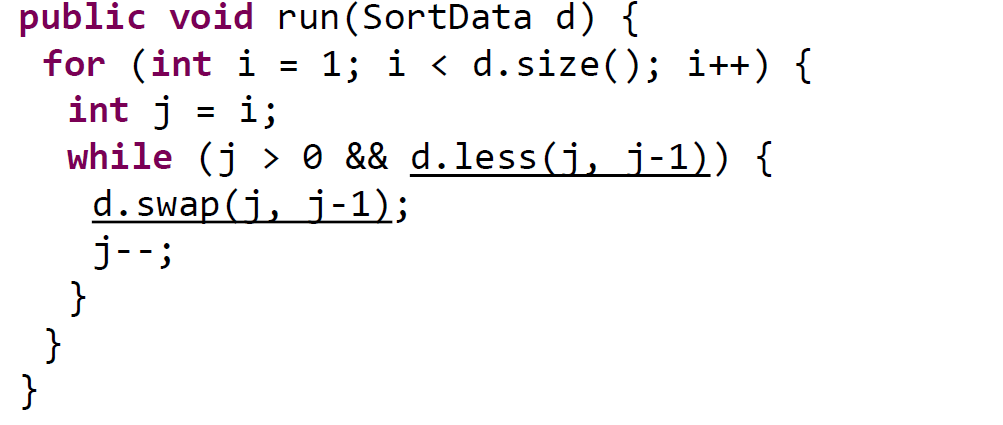 public void run(SortData d) {
for (int i = 1; i < d.size(); i++) {
int j = i;
while (j > 0 && d.less(j, j-1)) {
d.swap(j, j-1);
j--;
}
}
}